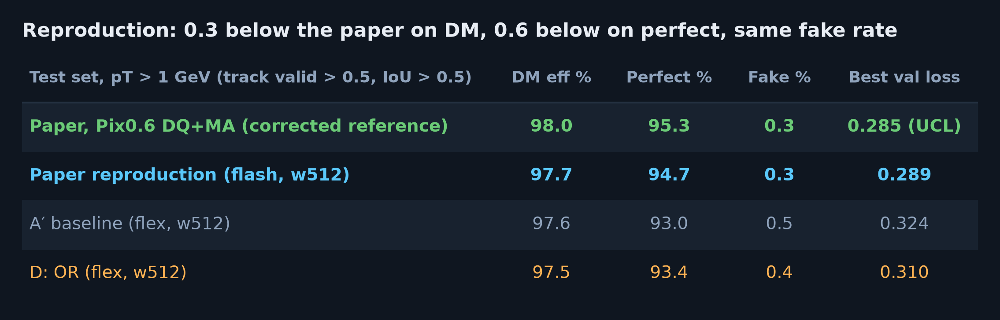 Reproduction: 0.3 below the paper on DM, 0.6 below on perfect, same fake rate
Test set, pT > 1 GeV (track valid > 0.5, IoU > 0.5) DM eff % Perfect % Fake % Best val loss
Paper, Pix0.6 DQ+MA (corrected reference) 98.0 95.3 0.3 0.285 (UCL)
Paper reproduction (flash, w512) 97.7 94.7 0.3 0.289
A′ baseline (flex, w512) 97.6 93.0 0.5 0.324
D: OR (flex, w512) 97.5 93.4 0.4 0.310